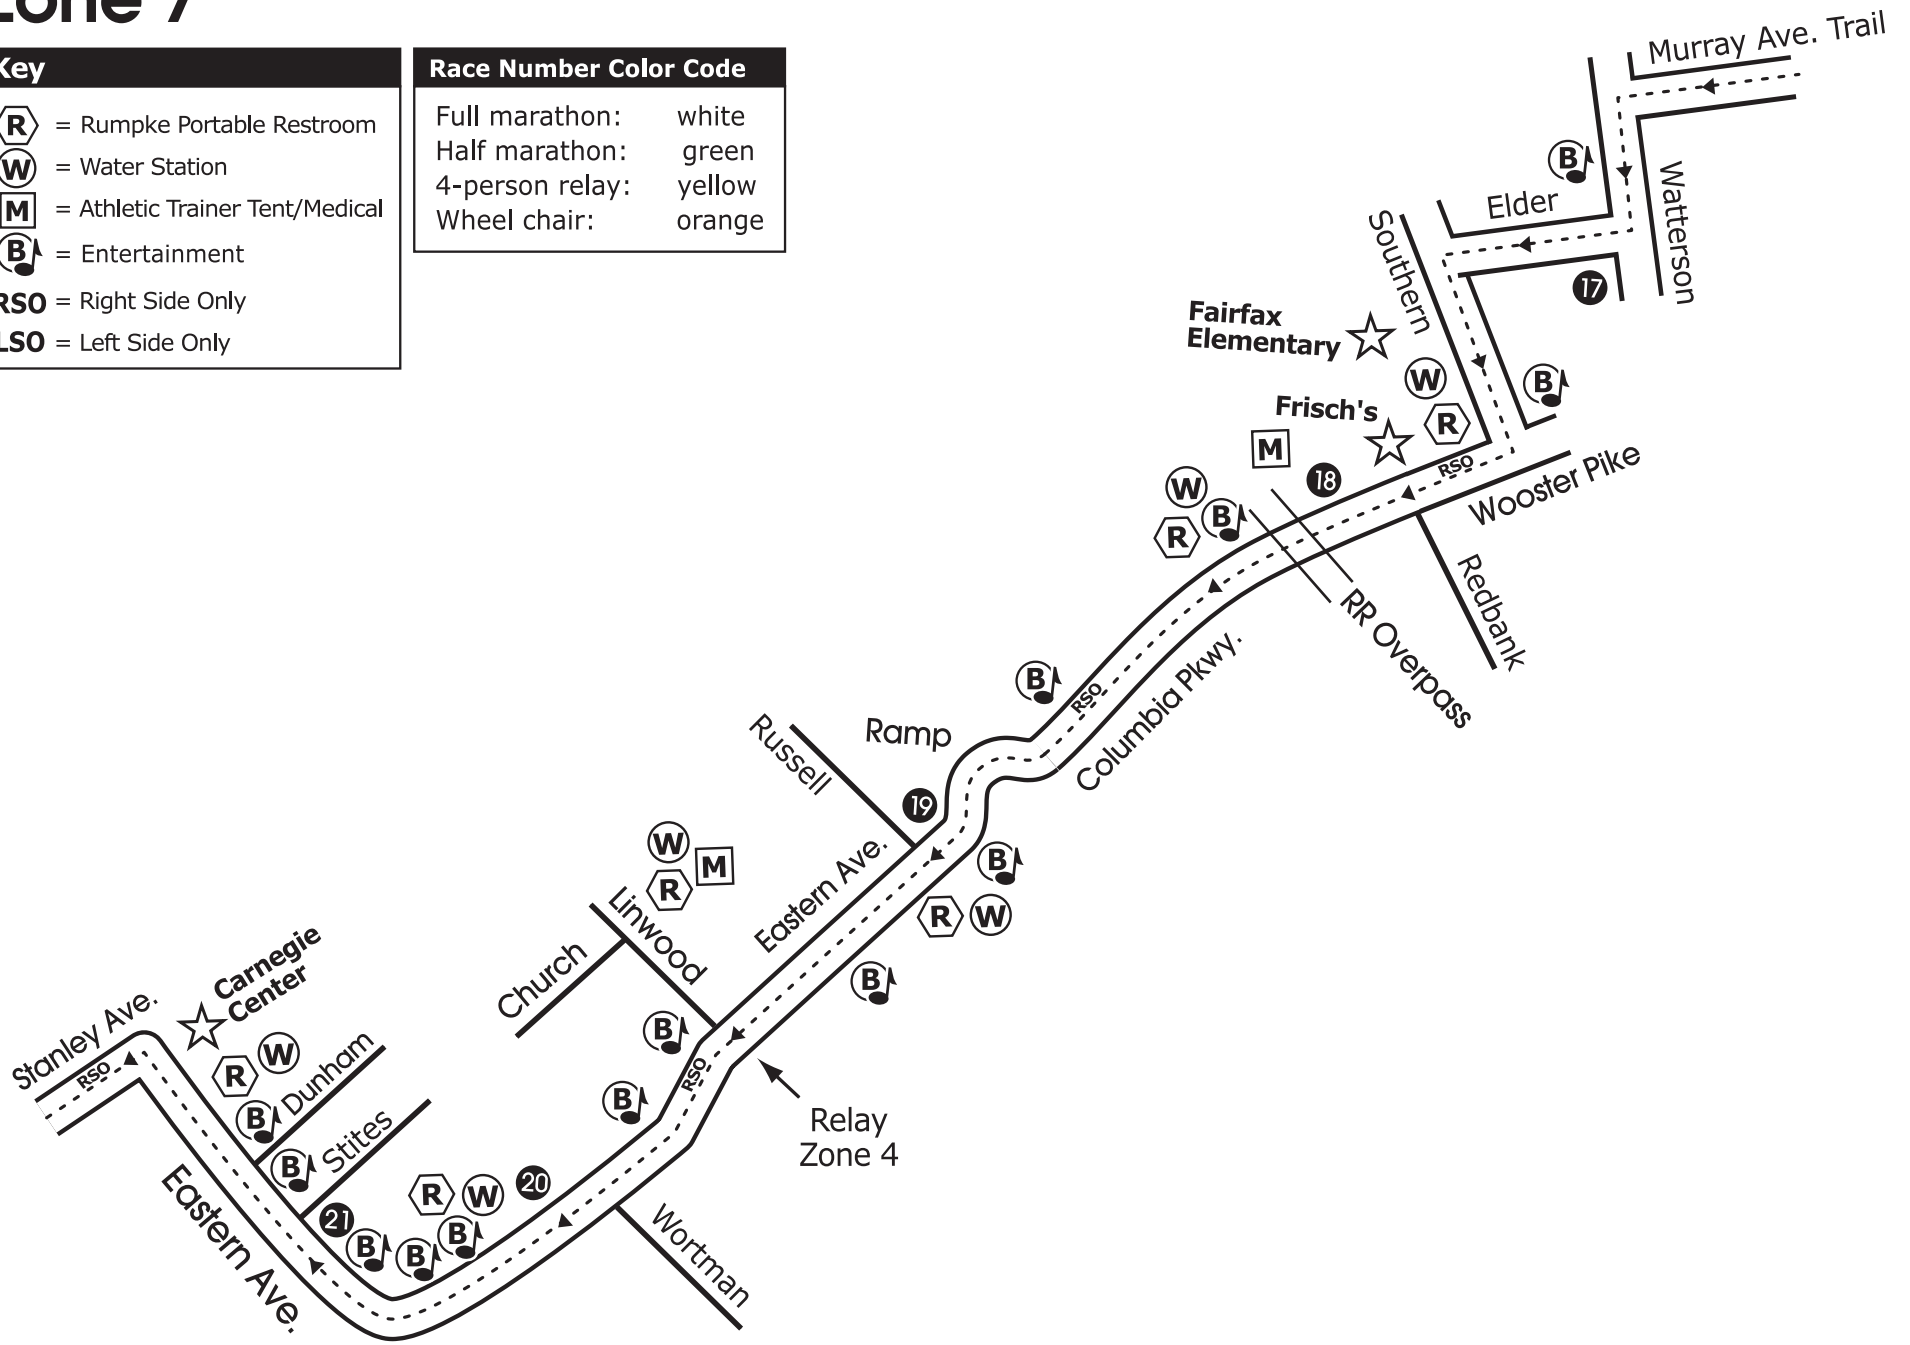 Zone 7
Key
R = Rumpke Portable Restroom
W = Water Station
M = Athletic Trainer Tent/Medical
B = Entertainment
RSO = Right Side Only
LSO = Left Side Only
Race Number Color Code
Full marathon: white
Half marathon: green
4-person relay: yellow
Wheel chair: orange
Murray Ave. Trail
B
Watterson
Elder
17
Southern
Fairfax
Elementary
W
B
Frisch's
R
M
RSO
18
Wooster Pike
W
B
R
Redbank
RR Overpass
Columbia Pkwy.
B
RSO
Ramp
Russell
19
Eastern Ave.
B
R W
B
W
M
R
Linwood
Church
B
RSO
B
Relay
Zone 4
Wortman
20
R W
B
B
B
21
Stites
B
Dunham
B
R
W
Carnegie
Center
Stanley Ave.
RSO
Eastern Ave.